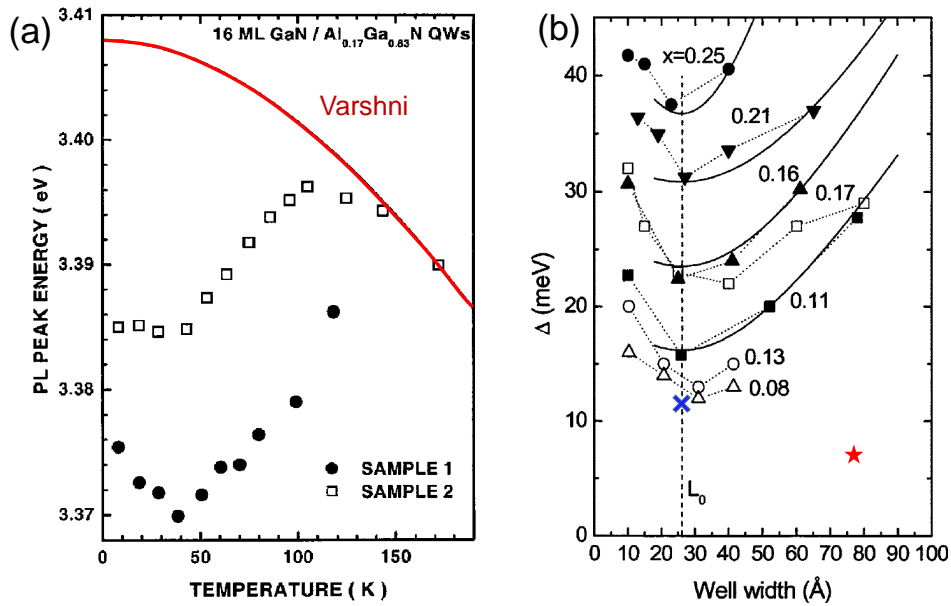 (a)
16 ML GaN / Al0.17Ga0.83N QWs
Varshni
SAMPLE 1
SAMPLE 2
PL PEAK ENERGY ( eV )
3.41
3.40
3.39
3.38
3.37
0
50
100
150
TEMPERATURE ( K )
(b)
x=0.25
0.21
0.16
0.17
0.11
0.13
0.08
L0
Δ (meV)
40
30
20
10
0
0 10 20 30 40 50 60 70 80 90 100
Well width (Å)